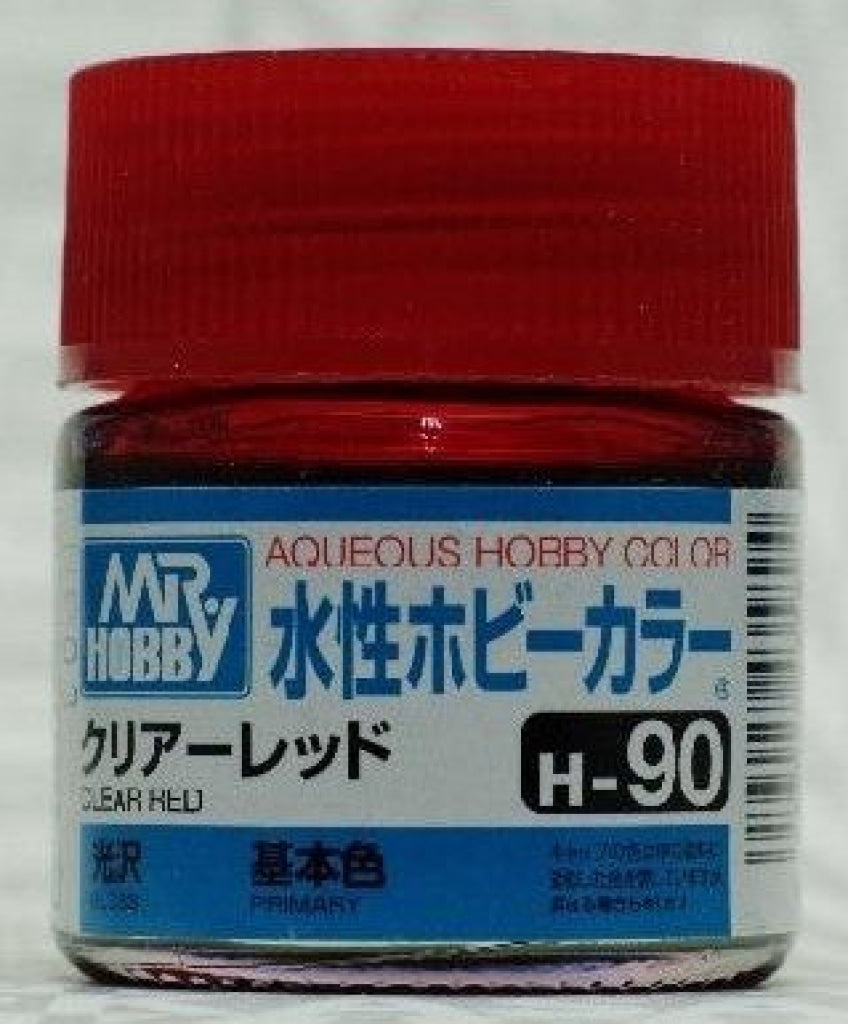 AQUEOUS HOBBY COLOR
MR. HOBBY
水性ホビーカラー
クリアーレッド
CLEAR RED
H-90
光沢
基本色
GLOSS
PRIMARY